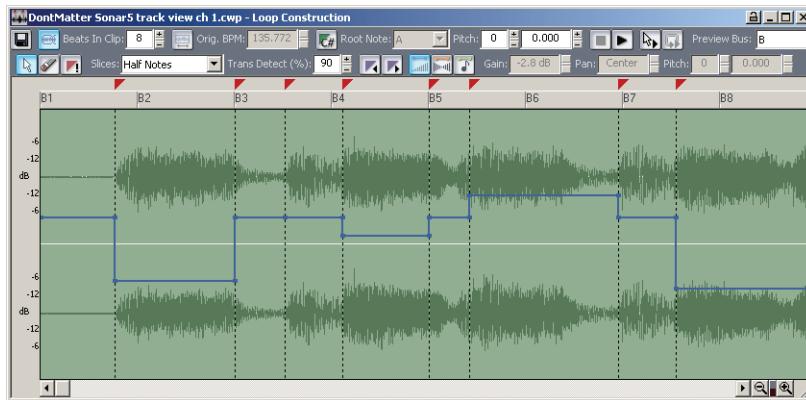 DontMatter Sonar5 track view ch 1.cwp - Loop Construction
Beats In Clip: 8 Orig. BPM: 135.772 C# Root Note: A Pitch: 0 0.000 Preview Bus: B
Slices: Half Notes Trans Detect (%): 90 Gain: -2.8 dB Pan: Center Pitch: 0 0.000
B1 B2 B3 B4 B5 B6 B7 B8
-6
-12
dB
-12
-6
-6
-12
dB
-12
-6